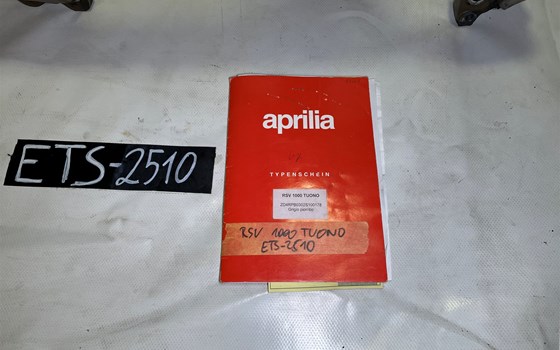 ETS-2510
aprilia
TYPENSCHEIN
RSV 1000 TUONO
RSV 1000 TUONO
ETS-2510